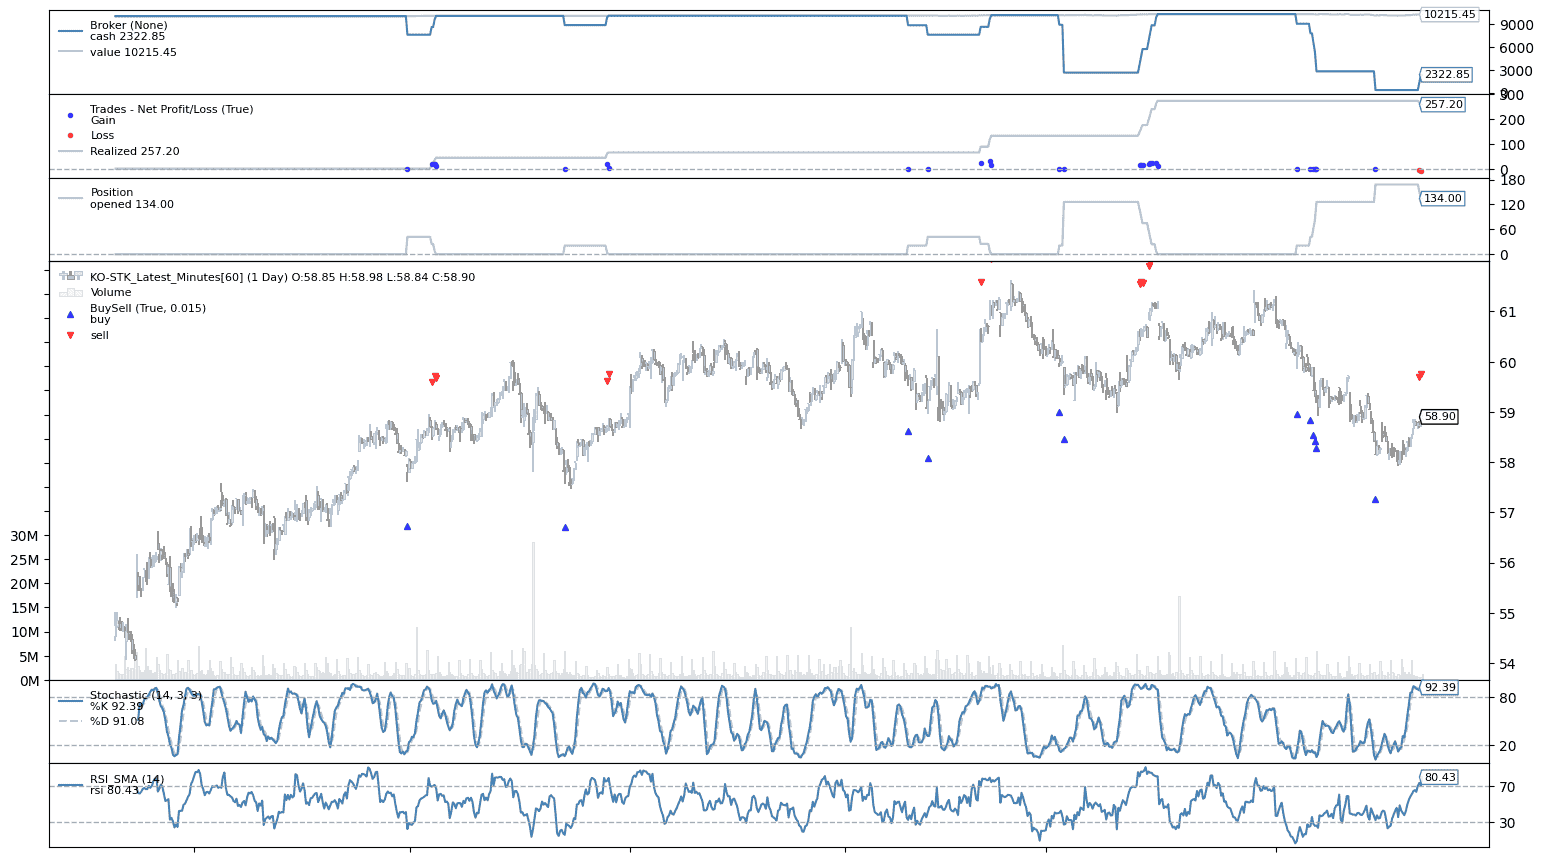 Broker (None)
cash 2322.85
value 10215.45
10215.45
9000
6000
3000
2322.85
0
Trades - Net Profit/Loss (True)
Gain
Loss
Realized 257.20
300
257.20
200
100
0
Position
opened 134.00
180
134.00
120
60
0
KO-STK_Latest_Minutes[60] (1 Day) O:58.85 H:58.98 L:58.84 C:58.90
Volume
BuySell (True, 0.015)
buy
sell
61
60
59
58.90
58
57
56
55
54
30M
25M
20M
15M
10M
5M
0M
Stochastic (14, 3, 3)
%K 92.39
%D 91.08
92.39
80
20
RSI_SMA (14)
rsi 80.43
80.43
70
30